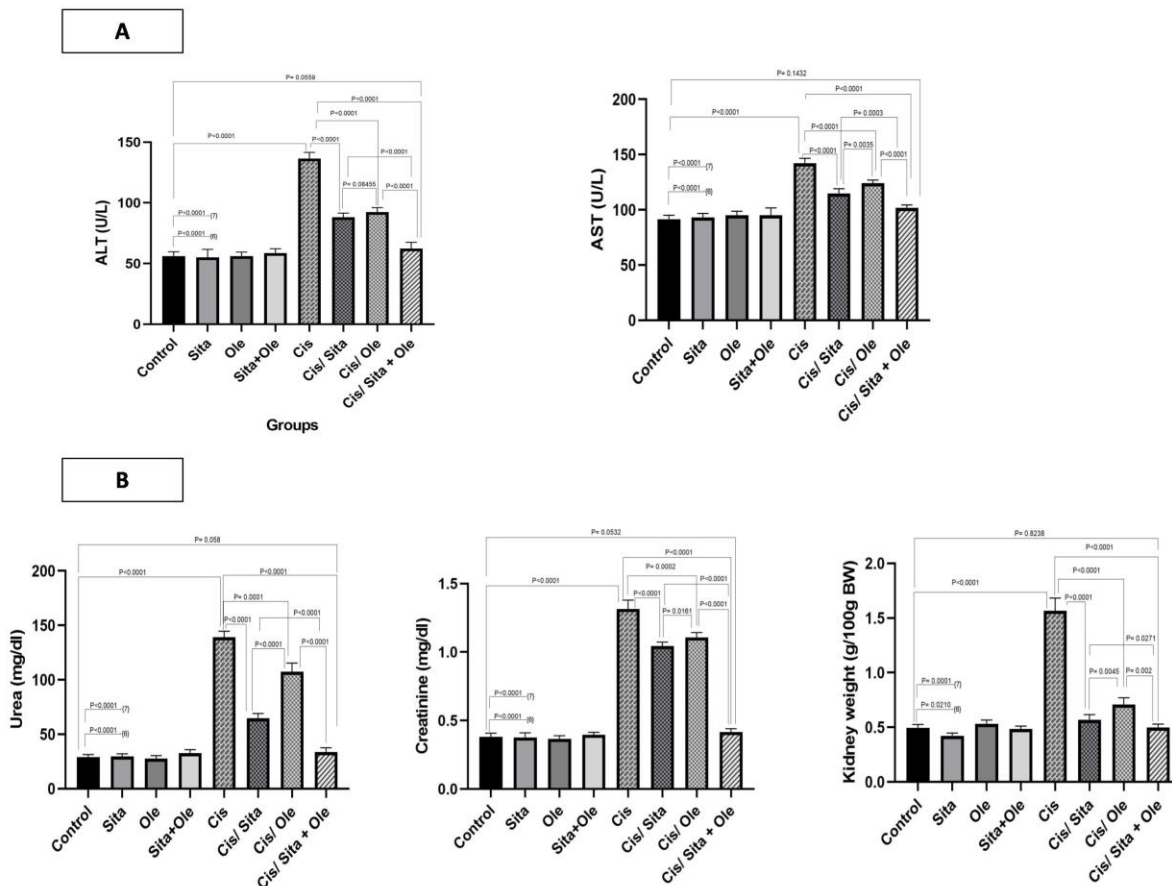 A
P= 0.0559
P<0.0001
P<0.0001
P<0.0001
P<0.0001
P<0.0001
P= 0.08455
P<0.0001
P<0.0001
(7)
P<0.0001
(6)
ALT (U/L)
150
100
50
0
Control
Sita
Ole
Sita+Ole
Cis
Cis/ Sita
Cis/ Ole
Cis/ Sita + Ole
Groups
P= 0.1432
P<0.0001
P<0.0001
P= 0.0003
P<0.0001
P<0.0001
P= 0.0035
P<0.0001
P<0.0001
(7)
P<0.0001
(6)
AST (U/L)
200
150
100
50
0
Control
Sita
Ole
Sita+Ole
Cis
Cis/ Sita
Cis/ Ole
Cis/ Sita + Ole
B
P= 0.058
P<0.0001
P<0.0001
P= 0.0001
P<0.0001
P<0.0001
P<0.0001
P<0.0001
P<0.0001
(7)
P<0.0001
(6)
Urea (mg/dl)
200
150
100
50
0
Control
Sita
Ole
Sita+Ole
Cis
Cis/ Sita
Cis/ Ole
Cis/ Sita + Ole
P= 0.0532
P<0.0001
P<0.0001
P= 0.0002
P<0.0001
P<0.0001
P= 0.0161
P<0.0001
P<0.0001
(7)
P<0.0001
Creatinine (mg/dl)
1.5
1.0
0.5
0.0
Control
Sita
Ole
Sita+Ole
Cis
Cis/ Sita
Cis/ Ole
Cis/ Sita + Ole
P= 0.8238
P<0.0001
P<0.0001
P<0.0001
P<0.0001
P= 0.0271
P= 0.0045
P= 0.002
P= 0.0001
(7)
P= 0.0210
(6)
Kidney weight (g/100g BW)
2.0
1.5
1.0
0.5
0.0
Control
Sita
Ole
Sita+Ole
Cis
Cis/ Sita
Cis/ Ole
Cis/ Sita + Ole